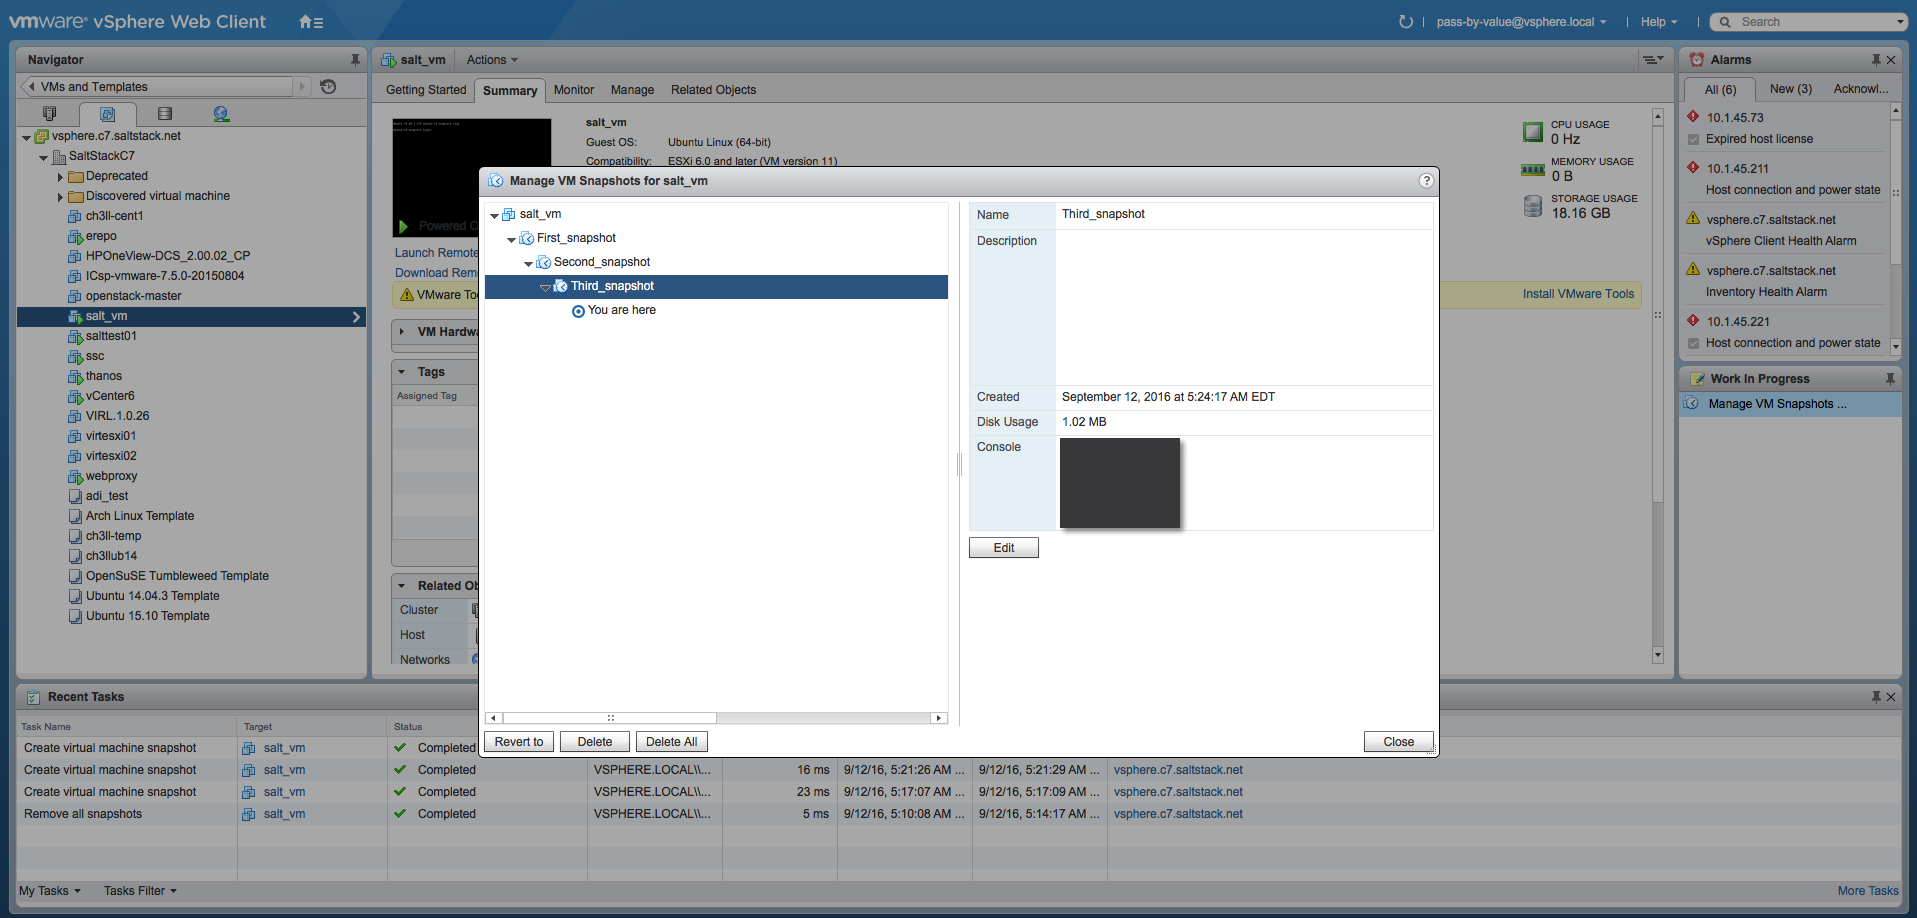 vmware® vSphere Web Client
pass-by-value@vsphere.local
Help
Search
Navigator
VMs and Templates
vsphere.c7.saltstack.net
SaltStackC7
Deprecated
Discovered virtual machine
ch3ll-cent1
erepo
HPOneView-DCS_2.00.02_CP
ICsp-vmware-7.5.0-20150804
openstack-master
salt_vm
salttest01
ssc
thanos
vCenter6
VIRL.1.0.26
virtesxi01
virtesxi02
webproxy
adi_test
Arch Linux Template
ch3ll-temp
ch3llub14
OpenSuSE Tumbleweed Template
Ubuntu 14.04.3 Template
Ubuntu 15.10 Template
salt_vm
Actions
Getting Started
Summary
Monitor
Manage
Related Objects
salt_vm
Guest OS: Ubuntu Linux (64-bit)
Compatibility: ESXi 6.0 and later (VM version 11)
CPU USAGE
0 Hz
MEMORY USAGE
0 B
STORAGE USAGE
18.16 GB
Powered
Launch Remote
Download
VMware
Install VMware Tools
VM
Tags
Assigned Tag
Related
Cluster
Host
Networks
Manage VM Snapshots for salt_vm
?
salt_vm
First_snapshot
Second_snapshot
Third_snapshot
You are here
Name Third_snapshot
Description
Created September 12, 2016 at 5:24:17 AM EDT
Disk Usage 1.02 MB
Console
Edit
Revert to
Delete
Delete All
Close
Alarms
All (6)
New (3)
Acknowl...
10.1.45.73
Expired host license
10.1.45.211
Host connection and power state
vsphere.c7.saltstack.net
vSphere Client Health Alarm
vsphere.c7.saltstack.net
Inventory Health Alarm
10.1.45.221
Host connection and power state
Work In Progress
Manage VM Snapshots ...
Recent Tasks
Task Name Target Status
Create virtual machine snapshot salt_vm Completed
Create virtual machine snapshot salt_vm Completed VSPHERE.LOCAL\\... 16 ms 9/12/16, 5:21:26 AM ... 9/12/16, 5:21:29 AM ... vsphere.c7.saltstack.net
Create virtual machine snapshot salt_vm Completed VSPHERE.LOCAL\\... 23 ms 9/12/16, 5:17:07 AM ... 9/12/16, 5:17:09 AM ... vsphere.c7.saltstack.net
Remove all snapshots salt_vm Completed VSPHERE.LOCAL\\... 5 ms 9/12/16, 5:10:08 AM ... 9/12/16, 5:14:17 AM ... vsphere.c7.saltstack.net
My Tasks
Tasks Filter
More Tasks